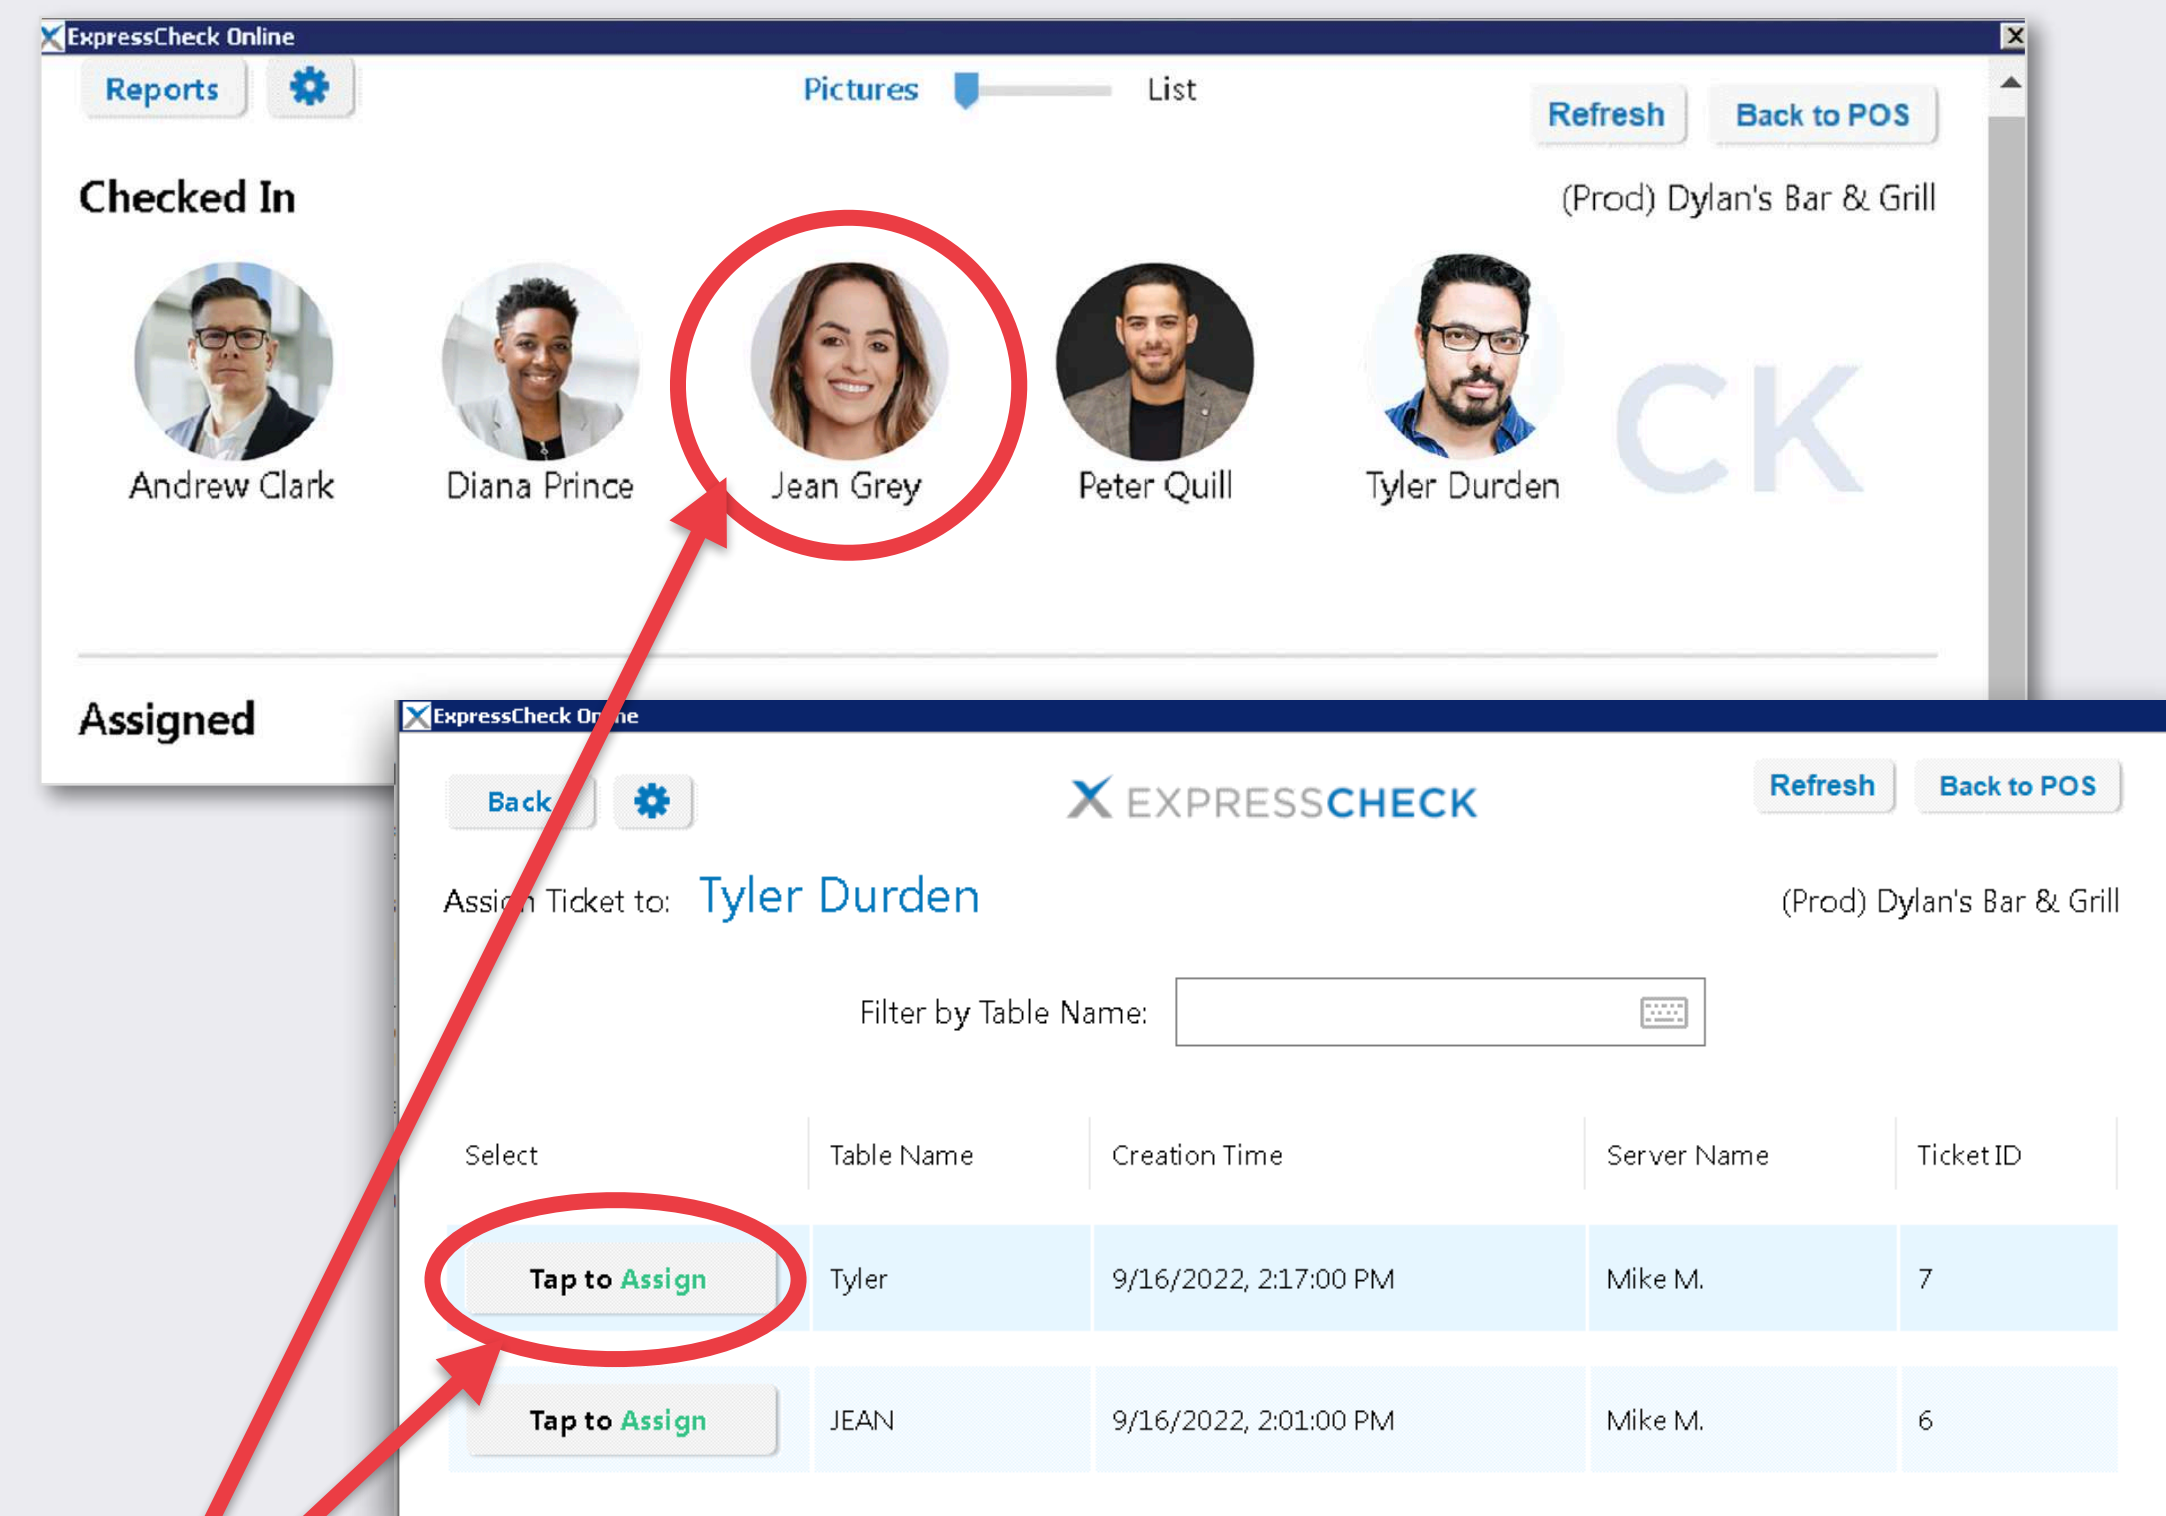 ExpressCheck Online
Reports
Pictures
List
Refresh
Back to POS
Checked In
(Prod) Dylan's Bar & Grill
CK
Andrew Clark
Diana Prince
Jean Grey
Peter Quill
Tyler Durden
Assigned
ExpressCheck Online
Back
EXPRESSCHECK
Refresh
Back to POS
Assign Ticket to: Tyler Durden
(Prod) Dylan's Bar & Grill
Filter by Table Name:
Select Table Name Creation Time Server Name Ticket ID
Tap to Assign Tyler 9/16/2022, 2:17:00 PM Mike M. 7
Tap to Assign JEAN 9/16/2022, 2:01:00 PM Mike M. 6